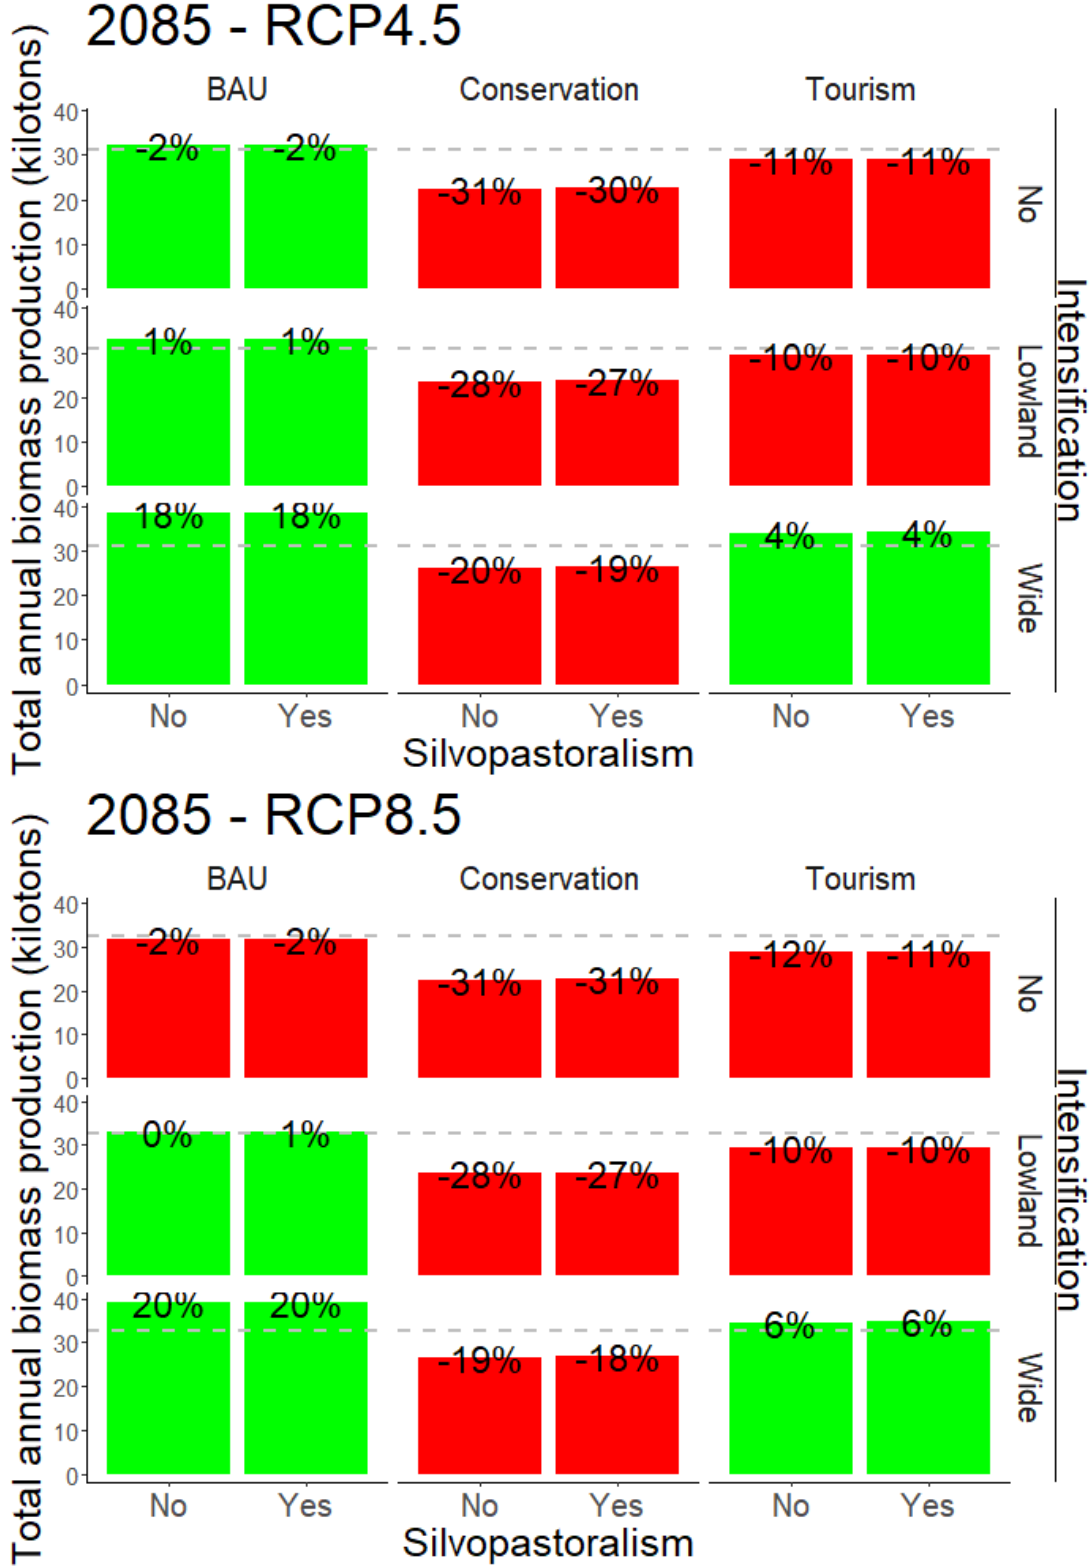 2085 - RCP4.5
BAU Conservation Tourism
Total annual biomass production (kilotons)
40
30
20
10
0
-2% -2% -31% -30% -11% -11%
No
40
30
20
10
0
1% 1% -28% -27% -10% -10%
Lowland
40
30
20
10
0
18% 18% -20% -19% 4% 4%
Wide
Intensification
No Yes No Yes No Yes
Silvopastoralism
2085 - RCP8.5
BAU Conservation Tourism
Total annual biomass production (kilotons)
40
30
20
10
0
-2% -2% -31% -31% -12% -11%
No
40
30
20
10
0
0% 1% -28% -27% -10% -10%
Lowland
40
30
20
10
0
20% 20% -19% -18% 6% 6%
Wide
Intensification
No Yes No Yes No Yes
Silvopastoralism